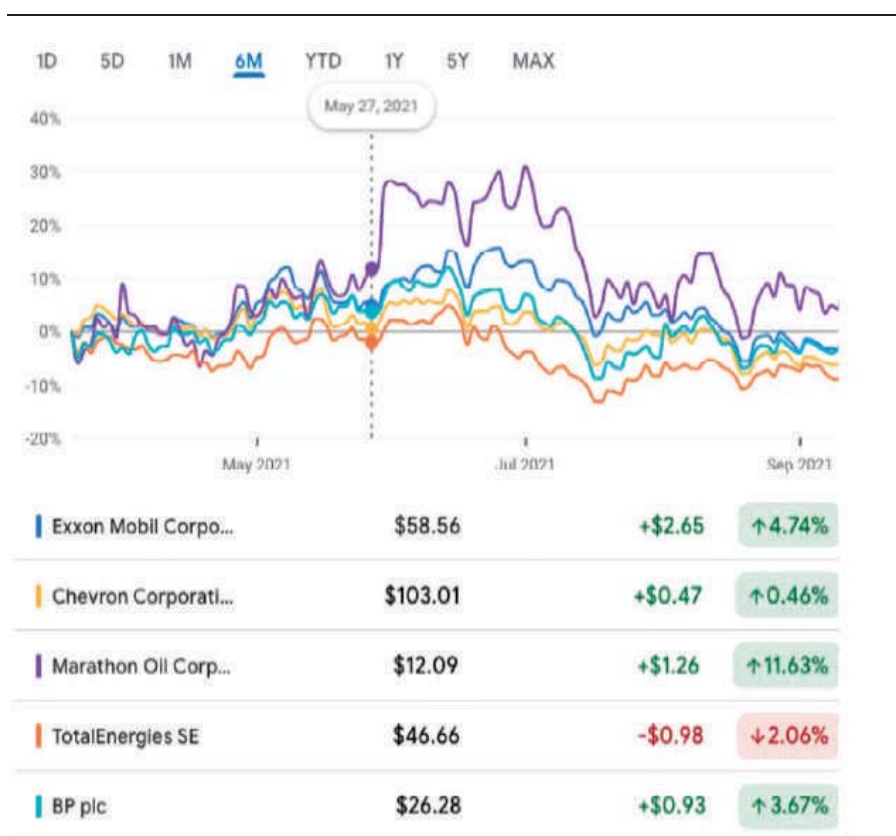 1D 5D 1M 6M YTD 1Y 5Y MAX
May 27, 2021
40%
30%
20%
10%
0%
-10%
-20%
May 2021 Jul 2021 Sep 2021
Exxon Mobil Corpo... $58.56 +$2.65 ↑4.74%
Chevron Corporati... $103.01 +$0.47 ↑0.46%
Marathon Oil Corp... $12.09 +$1.26 ↑11.63%
TotalEnergies SE $46.66 -$0.98 ↓2.06%
BP plc $26.28 +$0.93 ↑3.67%